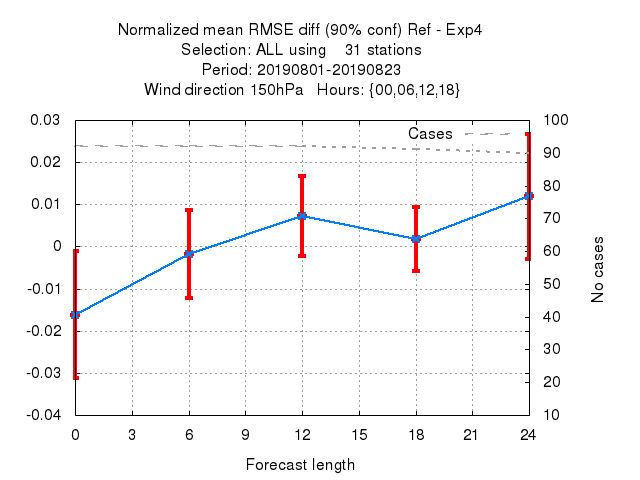 Normalized mean RMSE diff (90% conf) Ref - Exp4
Selection: ALL using 31 stations
Period: 20190801-20190823
Wind direction 150hPa Hours: {00,06,12,18}
Cases
0.03
0.02
0.01
0
-0.01
-0.02
-0.03
-0.04
100
90
80
70
60
50
40
30
20
10
No cases
0 3 6 9 12 15 18 21 24
Forecast length